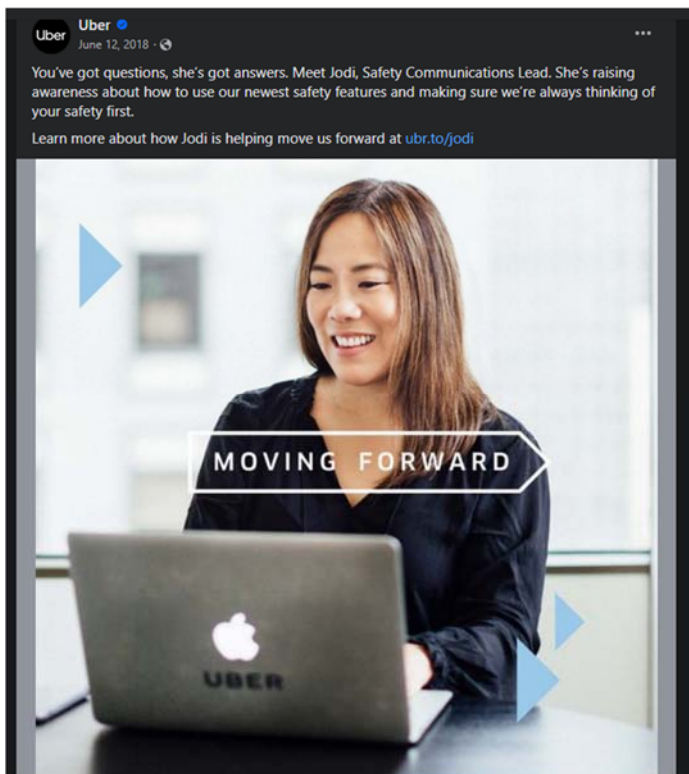 Uber
Uber
June 12, 2018 ·
You've got questions, she's got answers. Meet Jodi, Safety Communications Lead. She's raising
awareness about how to use our newest safety features and making sure we're always thinking of
your safety first.
Learn more about how Jodi is helping move us forward at ubr.to/jodi
MOVING FORWARD
UBER